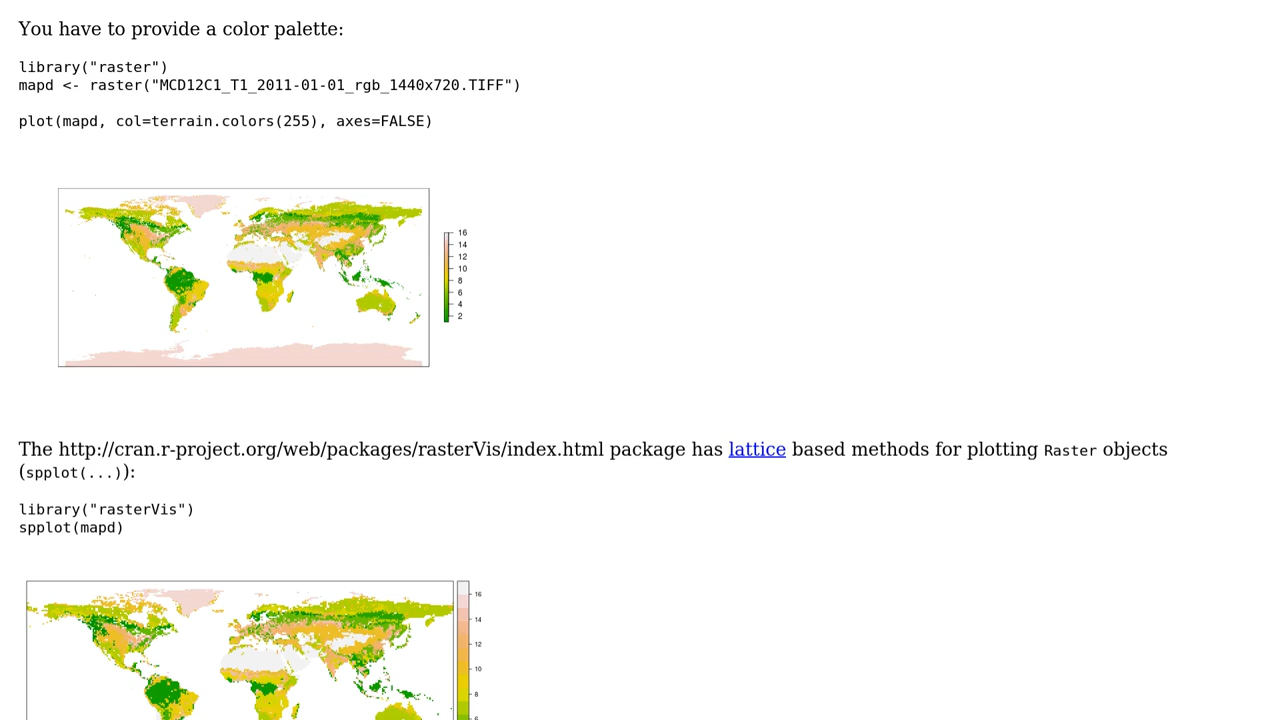 You have to provide a color palette:
library("raster")
mapd <- raster("MCD12C1_T1_2011-01-01_rgb_1440x720.TIFF")
plot(mapd, col=terrain.colors(255), axes=FALSE)
16
14
12
10
8
6
4
2
The http://cran.r-project.org/web/packages/rasterVis/index.html package has lattice based methods for plotting Raster objects
(spplot(...)):
library("rasterVis")
spplot(mapd)
16
14
12
10
8
6